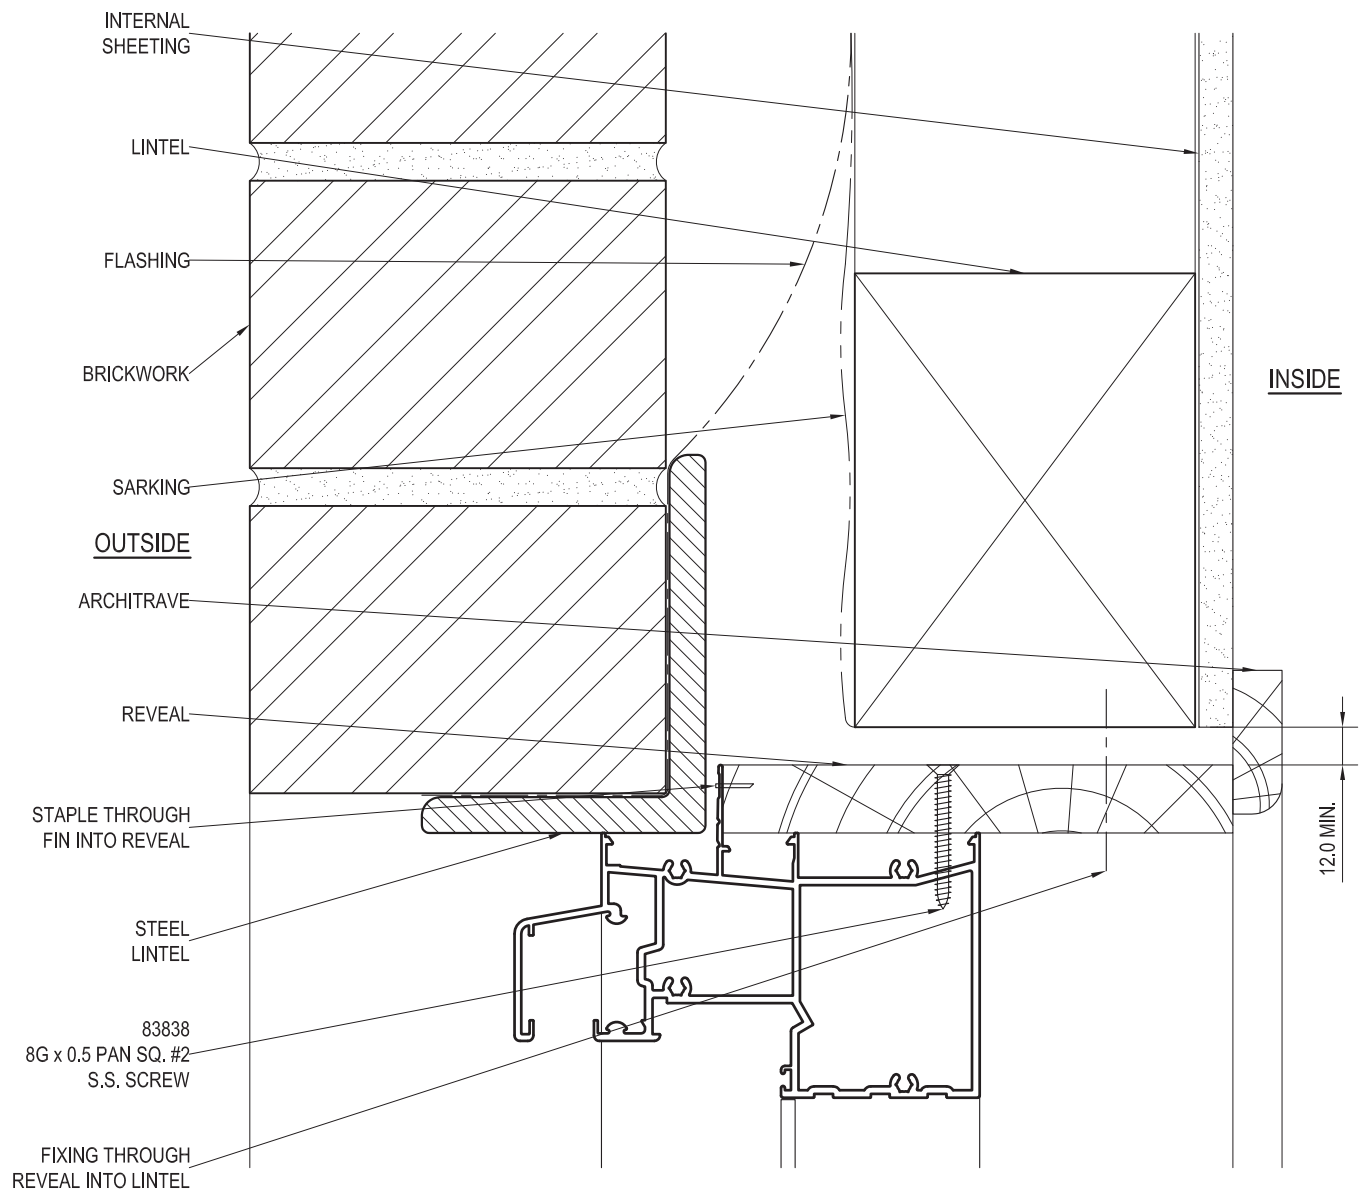 INTERNAL
SHEETING
LINTEL
FLASHING
BRICKWORK
INSIDE
SARKING
OUTSIDE
ARCHITRAVE
REVEAL
STAPLE THROUGH
FIN INTO REVEAL
12.0 MIN.
STEEL
LINTEL
83838
8G x 0.5 PAN SQ. #2
S.S. SCREW
FIXING THROUGH
REVEAL INTO LINTEL